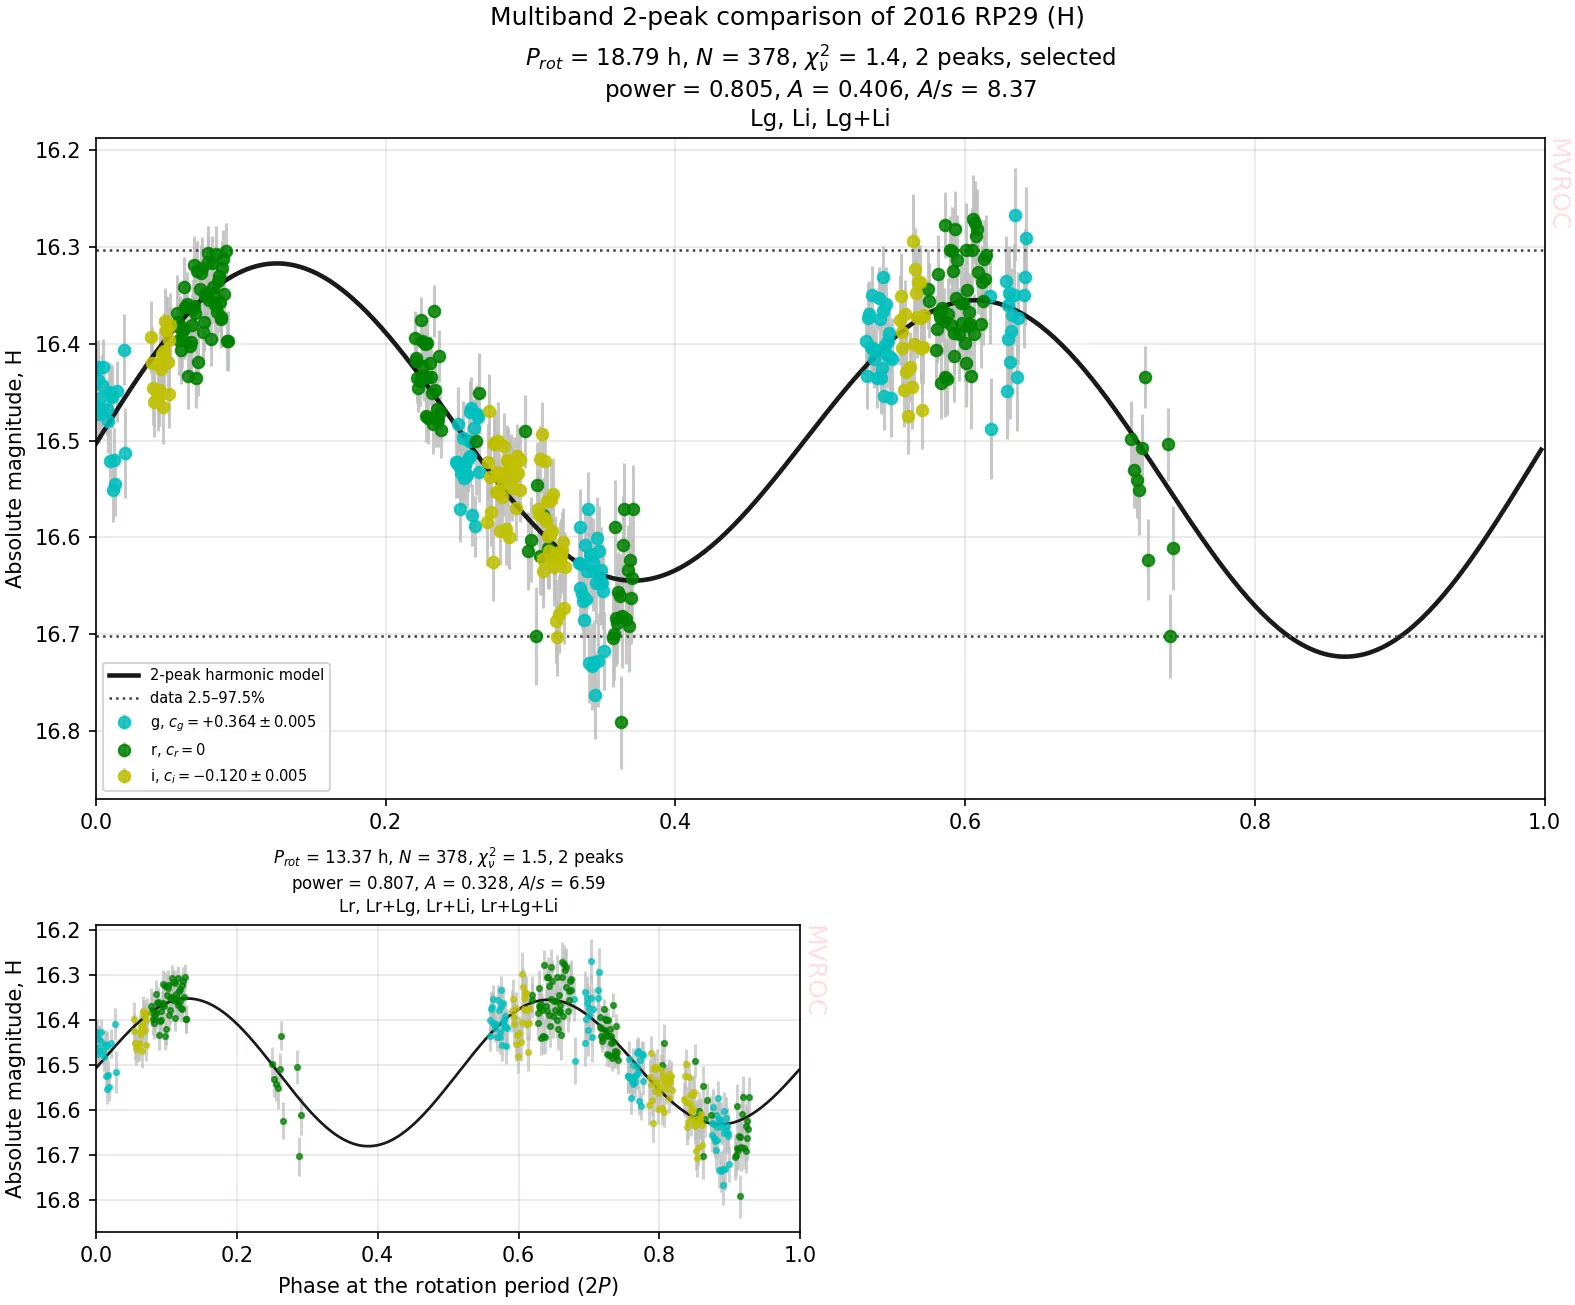 Multiband 2-peak comparison of 2016 RP29 (H)
P_rot = 18.79 h, N = 378, χ²_ν = 1.4, 2 peaks, selected
power = 0.805, A = 0.406, A/s = 8.37
Lg, Li, Lg+Li
MVROC
Absolute magnitude, H
16.2
16.3
16.4
16.5
16.6
16.7
16.8
2-peak harmonic model
data 2.5–97.5%
g, c_g = +0.364 ± 0.005
r, c_r = 0
i, c_i = −0.120 ± 0.005
0.0 0.2 0.4 0.6 0.8 1.0
P_rot = 13.37 h, N = 378, χ²_ν = 1.5, 2 peaks
power = 0.807, A = 0.328, A/s = 6.59
Lr, Lr+Lg, Lr+Li, Lr+Lg+Li
MVROC
Absolute magnitude, H
16.2
16.3
16.4
16.5
16.6
16.7
16.8
0.0 0.2 0.4 0.6 0.8 1.0
Phase at the rotation period (2P)